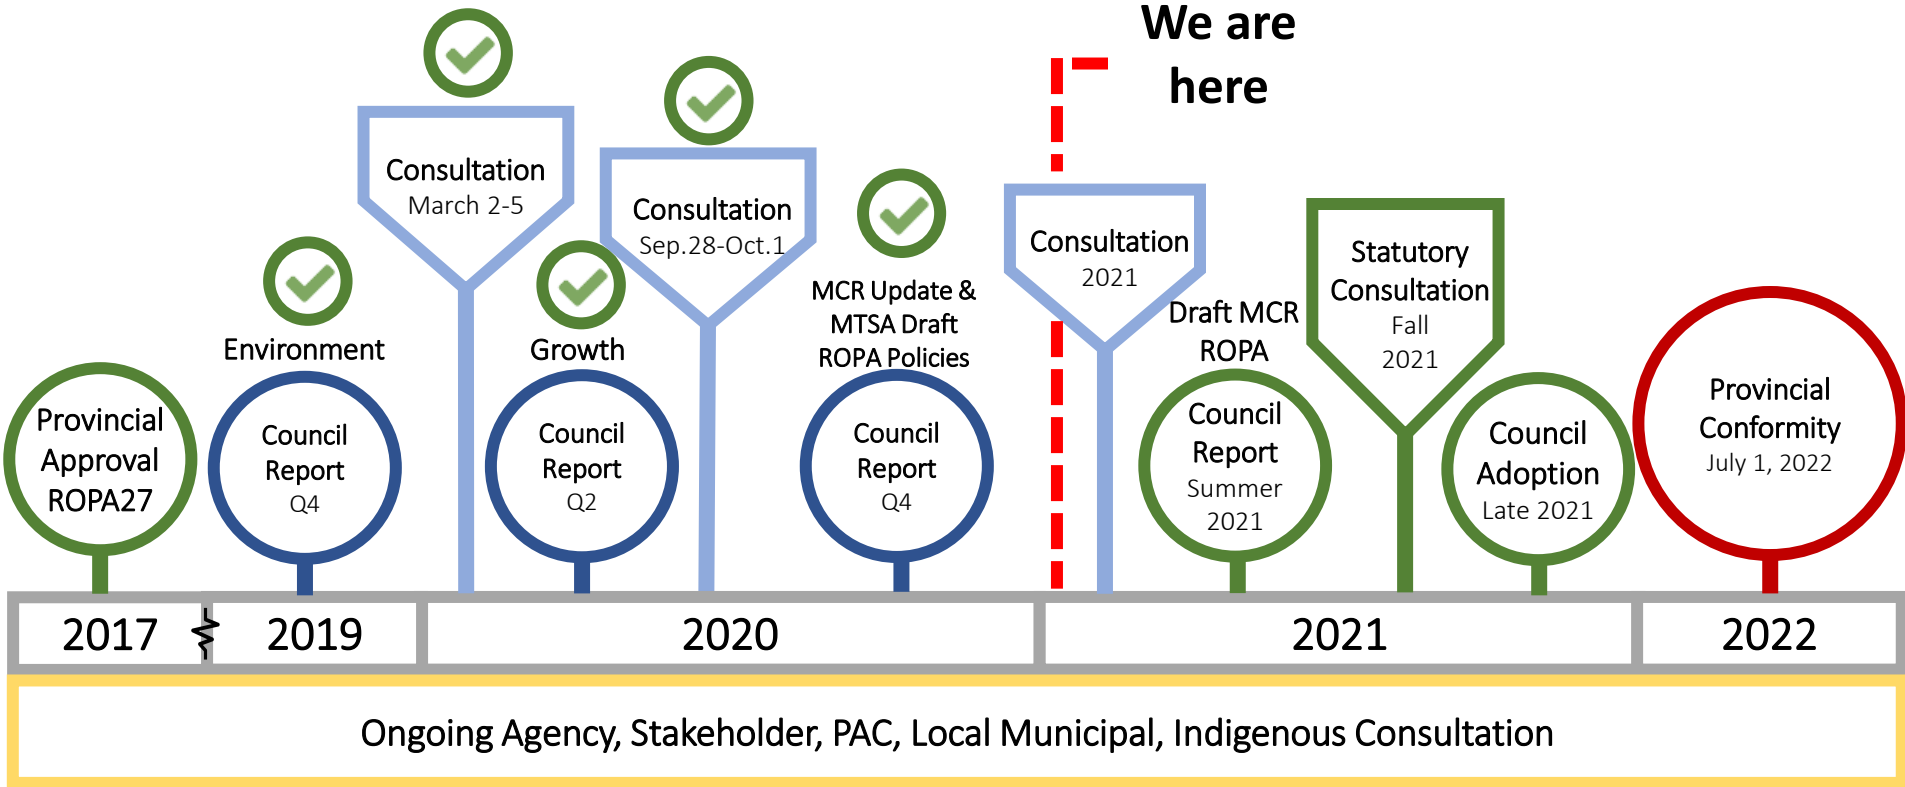 We are
here
Consultation
March 2-5
Consultation
Sep.28-Oct.1
Consultation
2021
Statutory
Consultation
Fall
2021
Environment
Growth
MCR Update &
MTSA Draft
ROPA Policies
Draft MCR
ROPA
Provincial
Approval
ROPA27
Council
Report
Q4
Council
Report
Q2
Council
Report
Q4
Council
Report
Summer
2021
Council
Adoption
Late 2021
Provincial
Conformity
July 1, 2022
2017
2019
2020
2021
2022
Ongoing Agency, Stakeholder, PAC, Local Municipal, Indigenous Consultation